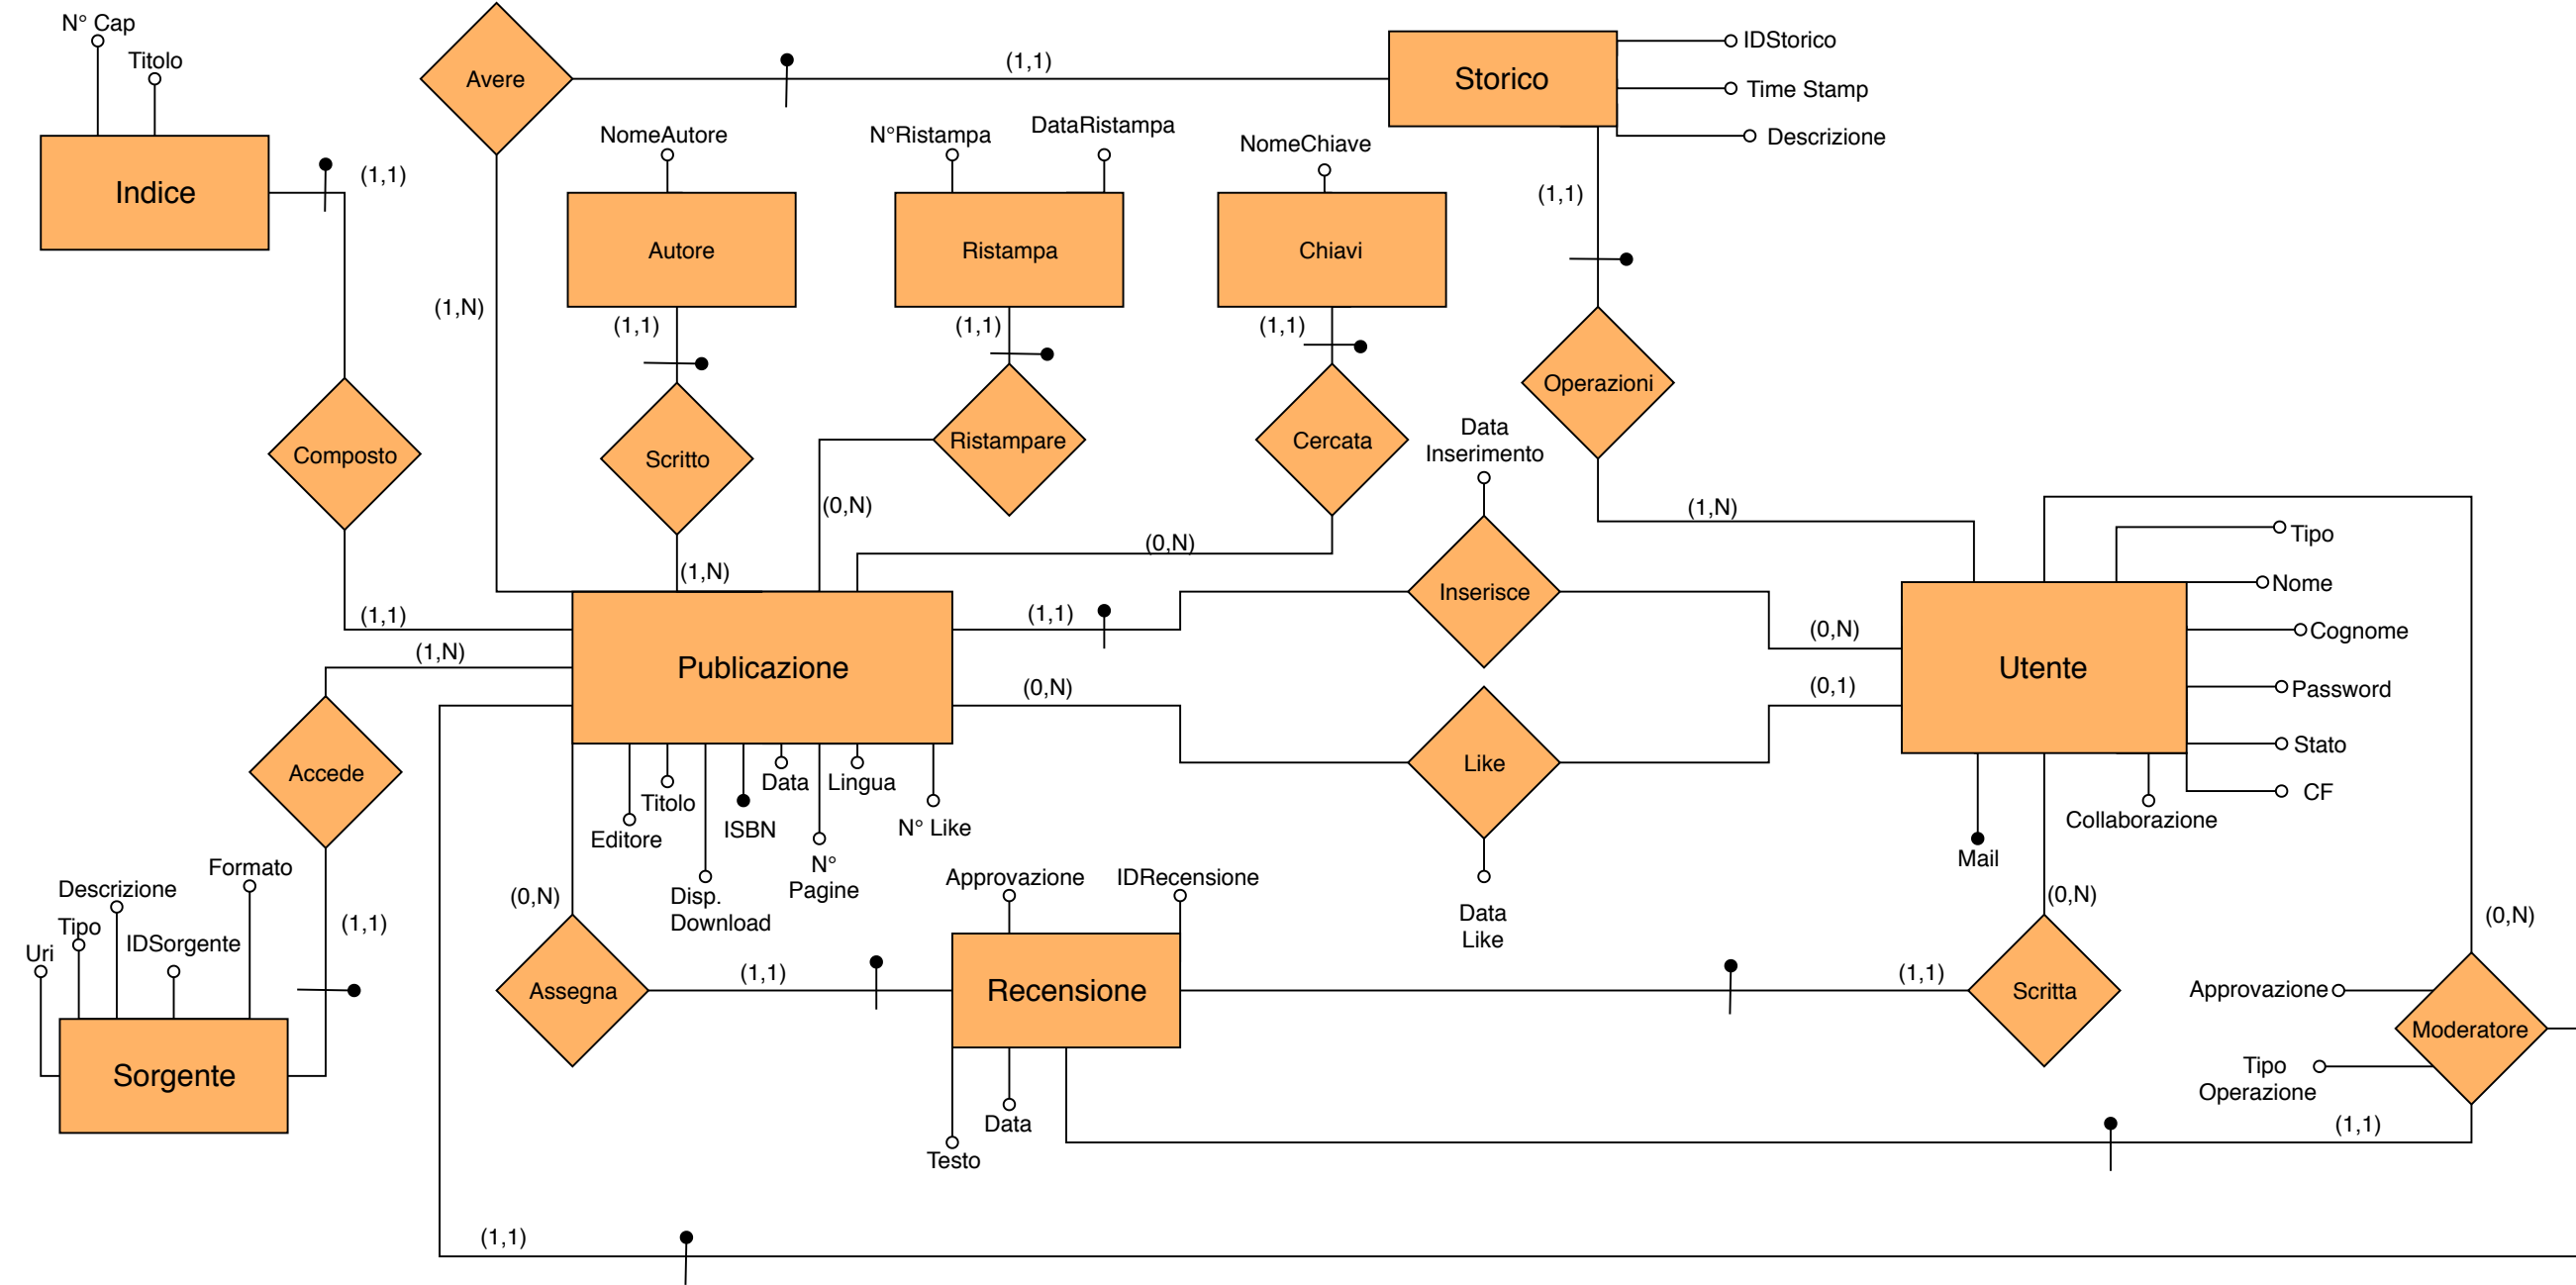 N° Cap
Titolo
Indice
(1,1)
Avere
(1,1)
Storico
IDStorico
Time Stamp
Descrizione
NomeAutore
N°Ristampa
DataRistampa
NomeChiave
Autore
Ristampa
Chiavi
(1,1)
(1,N)
(1,1)
(1,1)
(1,1)
Composto
Scritto
Ristampare
Cercata
Operazioni
Data
Inserimento
(0,N)
(0,N)
(1,N)
(1,N)
Inserisce
Tipo
Nome
Cognome
Password
Stato
CF
(1,1)
(1,N)
Publicazione
(1,1)
(0,N)
(0,N)
(0,1)
Utente
Like
Accede
Titolo
Data
Lingua
Editore
ISBN
N° Like
N°
Pagine
Disp.
Download
Collaborazione
Mail
Data
Like
Formato
Descrizione
Tipo
IDSorgente
Uri
(1,1)
Sorgente
(0,N)
Approvazione
IDRecensione
(0,N)
(0,N)
Assegna
(1,1)
Recensione
(1,1)
Scritta
Approvazione
Moderatore
Tipo
Operazione
Data
Testo
(1,1)
(1,1)